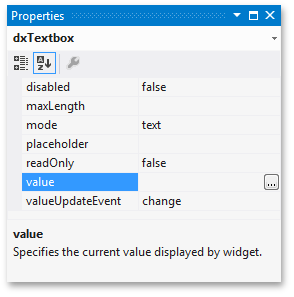 Properties
dxTextbox
disabled false
maxLength
mode text
placeholder
readOnly false
value ...
valueUpdateEvent change
value
Specifies the current value displayed by widget.